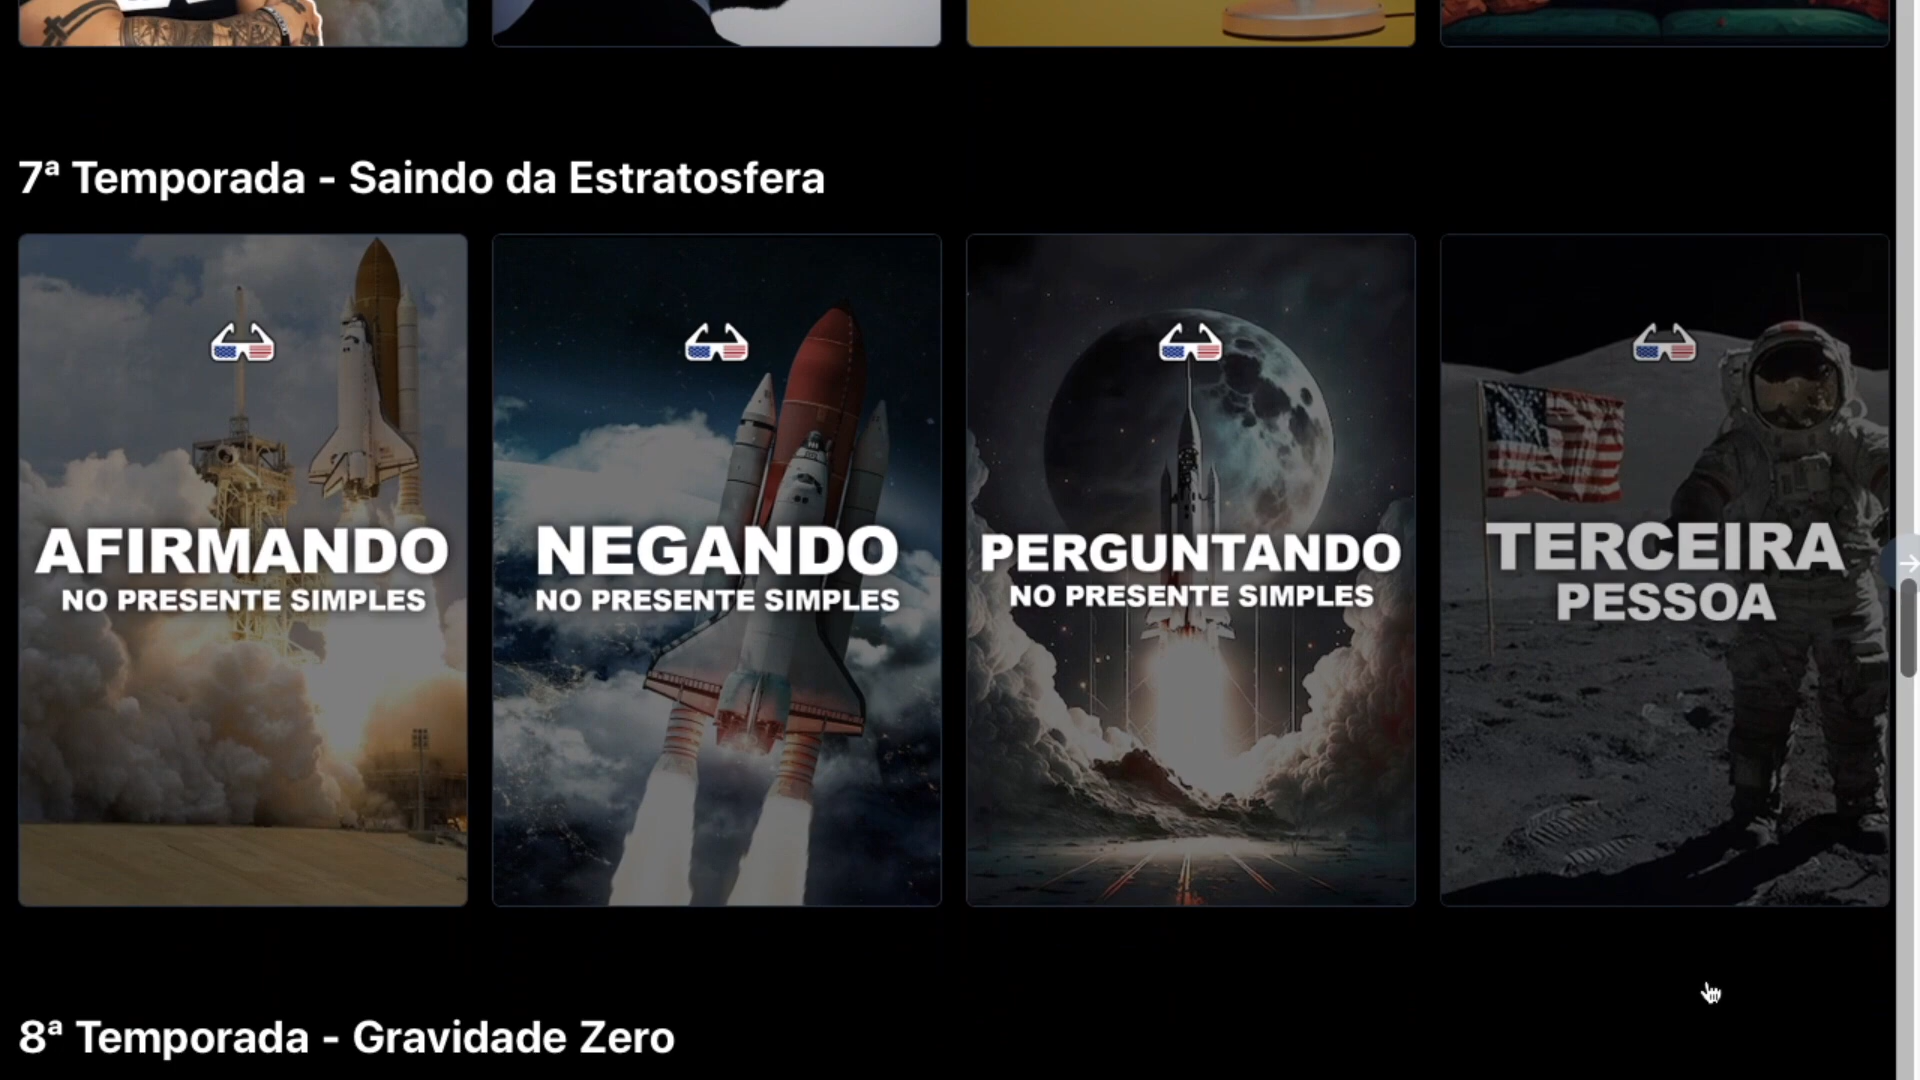 7ª Temporada - Saindo da Estratosfera
AFIRMANDO
NO PRESENTE SIMPLES
NEGANDO
NO PRESENTE SIMPLES
PERGUNTANDO
NO PRESENTE SIMPLES
TERCEIRA
PESSOA
8ª Temporada - Gravidade Zero